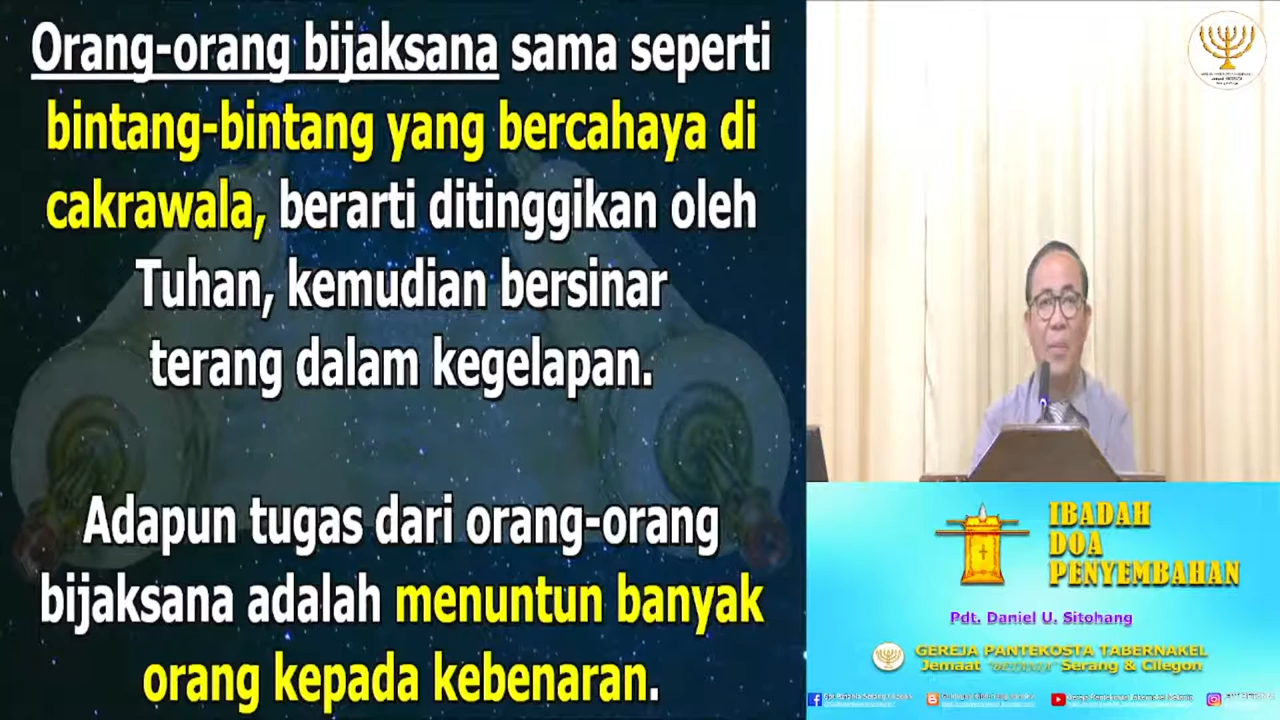 Orang-orang bijaksana sama seperti
bintang-bintang yang bercahaya di
cakrawala, berarti ditinggikan oleh
Tuhan, kemudian bersinar
terang dalam kegelapan.
Adapun tugas dari orang-orang
bijaksana adalah menuntun banyak
orang kepada kebenaran.
IBADAH
DOA
PENYEMBAHAN
Pdt. Daniel U. Sitohang
GEREJA PANTEKOSTA TABERNAKEL
Jemaat "BETANIA" Serang & Cilegon